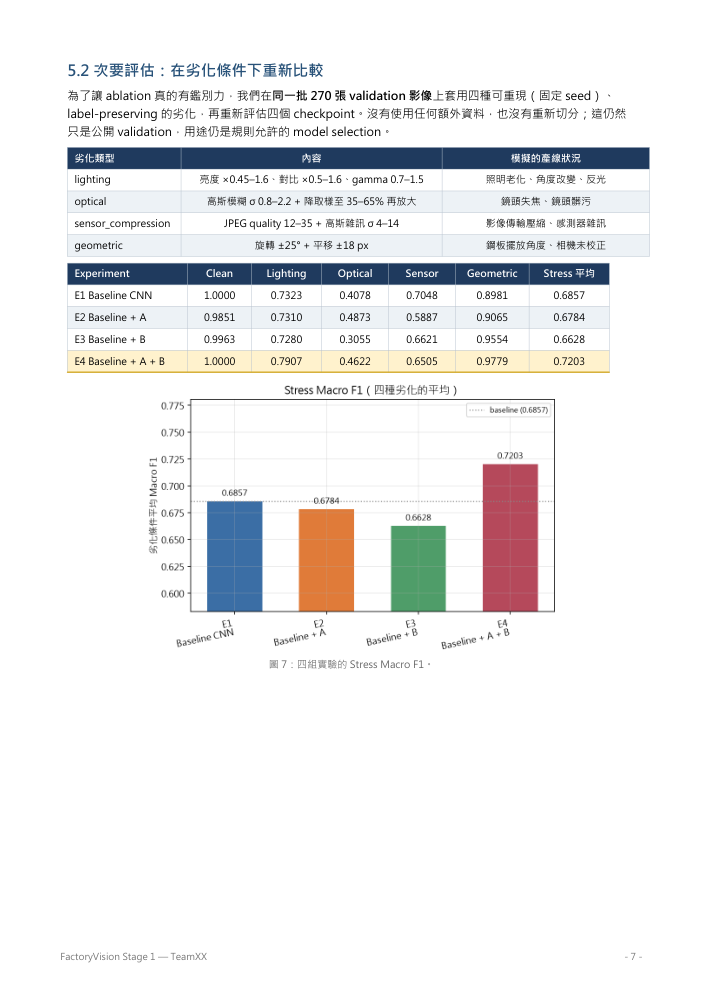 5.2 次要評估：在劣化條件下重新比較
為了讓 ablation 真的有鑑別力，我們在同一批 270 張 validation 影像上套用四種可重現（固定 seed）、
label-preserving 的劣化，再重新評估四個 checkpoint。沒有使用任何額外資料，也沒有重新切分；這仍然
只是公開 validation，用途仍是規則允許的 model selection。
劣化類型 內容 模擬的產線狀況
lighting 亮度 ×0.45–1.6、對比 ×0.5–1.6、gamma 0.7–1.5 照明老化、角度改變、反光
optical 高斯模糊 σ 0.8–2.2 + 降取樣至 35–65% 再放大 鏡頭失焦、鏡頭髒污
sensor_compression JPEG quality 12–35 + 高斯雜訊 σ 4–14 影像傳輸壓縮、感測器雜訊
geometric 旋轉 ±25° + 平移 ±18 px 鋼板擺放角度、相機未校正
Experiment Clean Lighting Optical Sensor Geometric Stress 平均
E1 Baseline CNN 1.0000 0.7323 0.4078 0.7048 0.8981 0.6857
E2 Baseline + A 0.9851 0.7310 0.4873 0.5887 0.9065 0.6784
E3 Baseline + B 0.9963 0.7280 0.3055 0.6621 0.9554 0.6628
E4 Baseline + A + B 1.0000 0.7907 0.4622 0.6505 0.9779 0.7203
Stress Macro F1（四種劣化的平均）
劣化條件平均 Macro F1
0.775
0.750
0.725
0.700
0.675
0.650
0.625
0.600
baseline (0.6857)
0.6857
0.6784
0.6628
0.7203
E1
Baseline CNN
E2
Baseline + A
E3
Baseline + B
E4
Baseline + A + B
圖 7：四組實驗的 Stress Macro F1。
FactoryVision Stage 1 — TeamXX
- 7 -